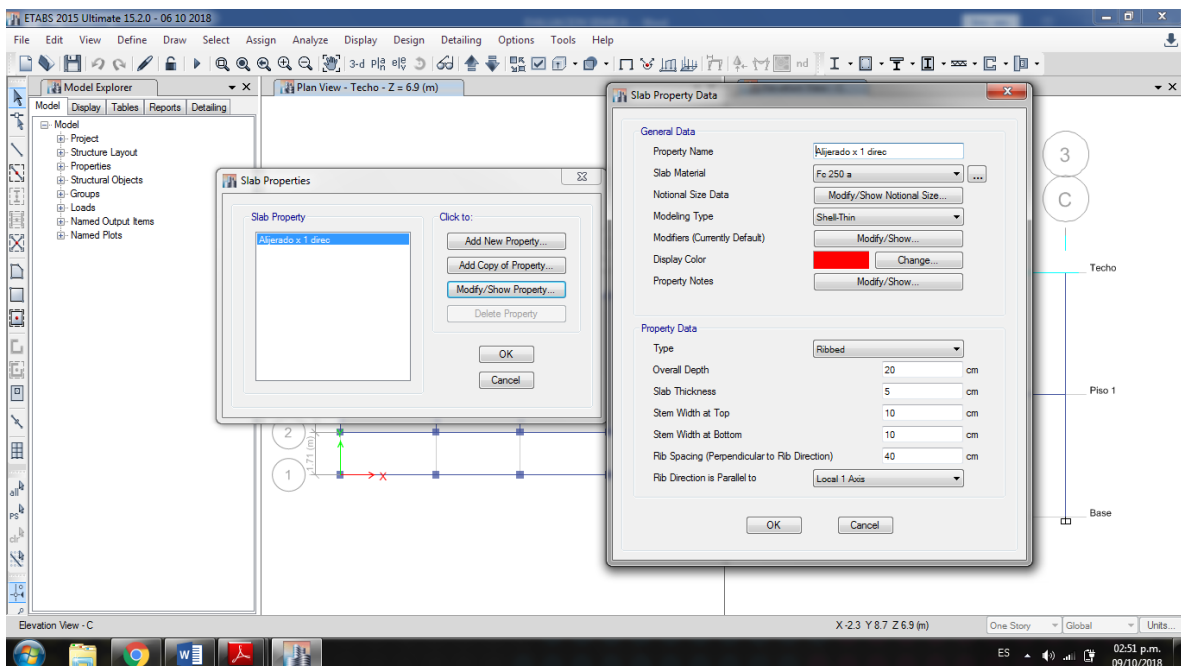 ETABS 2015 Ultimate 15.2.0 - 06 10 2018
File Edit View Define Draw Select Assign Analyze Display Design Detailing Options Tools Help
3-d
nd
Model Explorer
Plan View - Techo - Z = 6.9 (m)
Model Display Tables Reports Detailing
Model
Project
Structure Layout
Properties
Structural Objects
Groups
Loads
Named Output Items
Named Plots
all
PS
clr
Slab Properties
Slab Property
Click to:
Alijerado x 1 direc
Add New Property...
Add Copy of Property...
Modify/Show Property...
Delete Property
OK
Cancel
2
1.71 (m)
1
X
Slab Property Data
General Data
Property Name Alijerado x 1 direc
Slab Material Fc 250 a ...
Notional Size Data Modify/Show Notional Size...
Modeling Type Shell-Thin
Modifiers (Currently Default) Modify/Show...
Display Color Change...
Property Notes Modify/Show...
Property Data
Type Ribbed
Overall Depth 20 cm
Slab Thickness 5 cm
Stem Width at Top 10 cm
Stem Width at Bottom 10 cm
Rib Spacing (Perpendicular to Rib Direction) 40 cm
Rib Direction is Parallel to Local 1 Axis
OK Cancel
3
C
Techo
Piso 1
Base
Elevation View - C
X -2.3 Y 8.7 Z 6.9 (m)
One Story
Global
Units...
ES
02:51 p.m.
09/10/2018